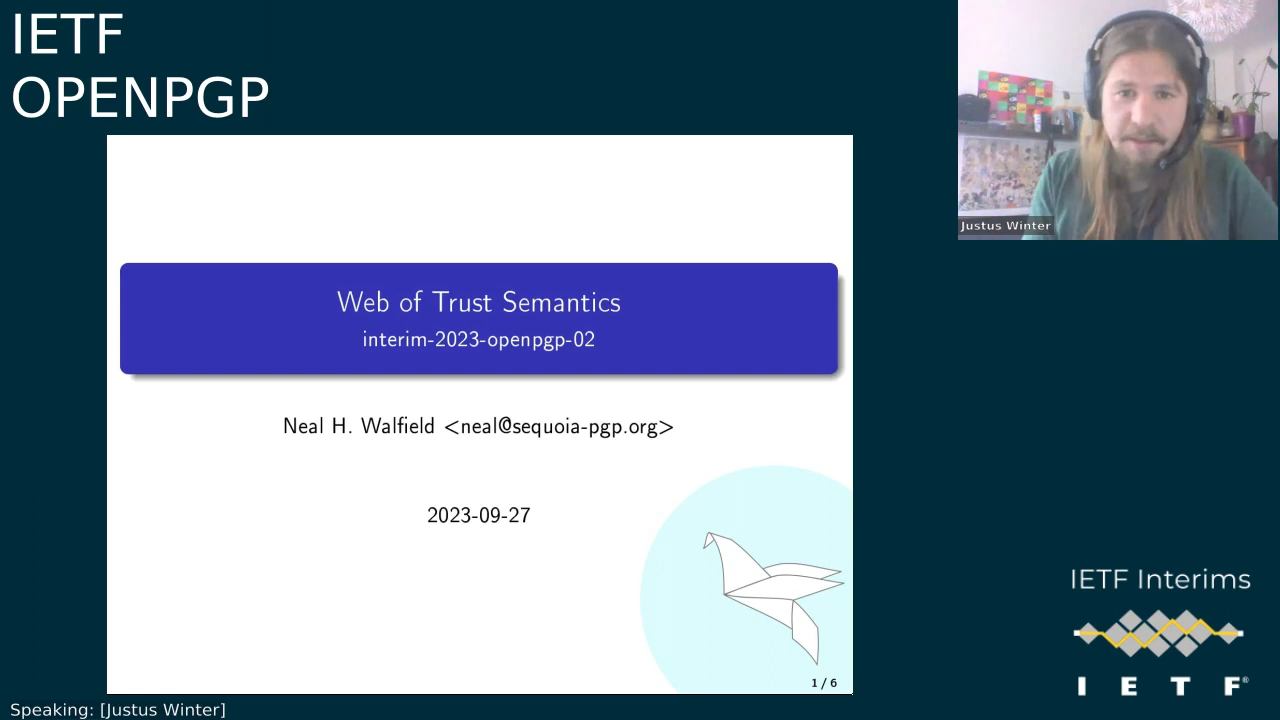 IETF
OPENPGP
Justus Winter
Web of Trust Semantics
interim-2023-openpgp-02
Neal H. Walfield <neal@sequoia-pgp.org>
2023-09-27
1 / 6
IETF Interims
I E T F®
Speaking: [Justus Winter]